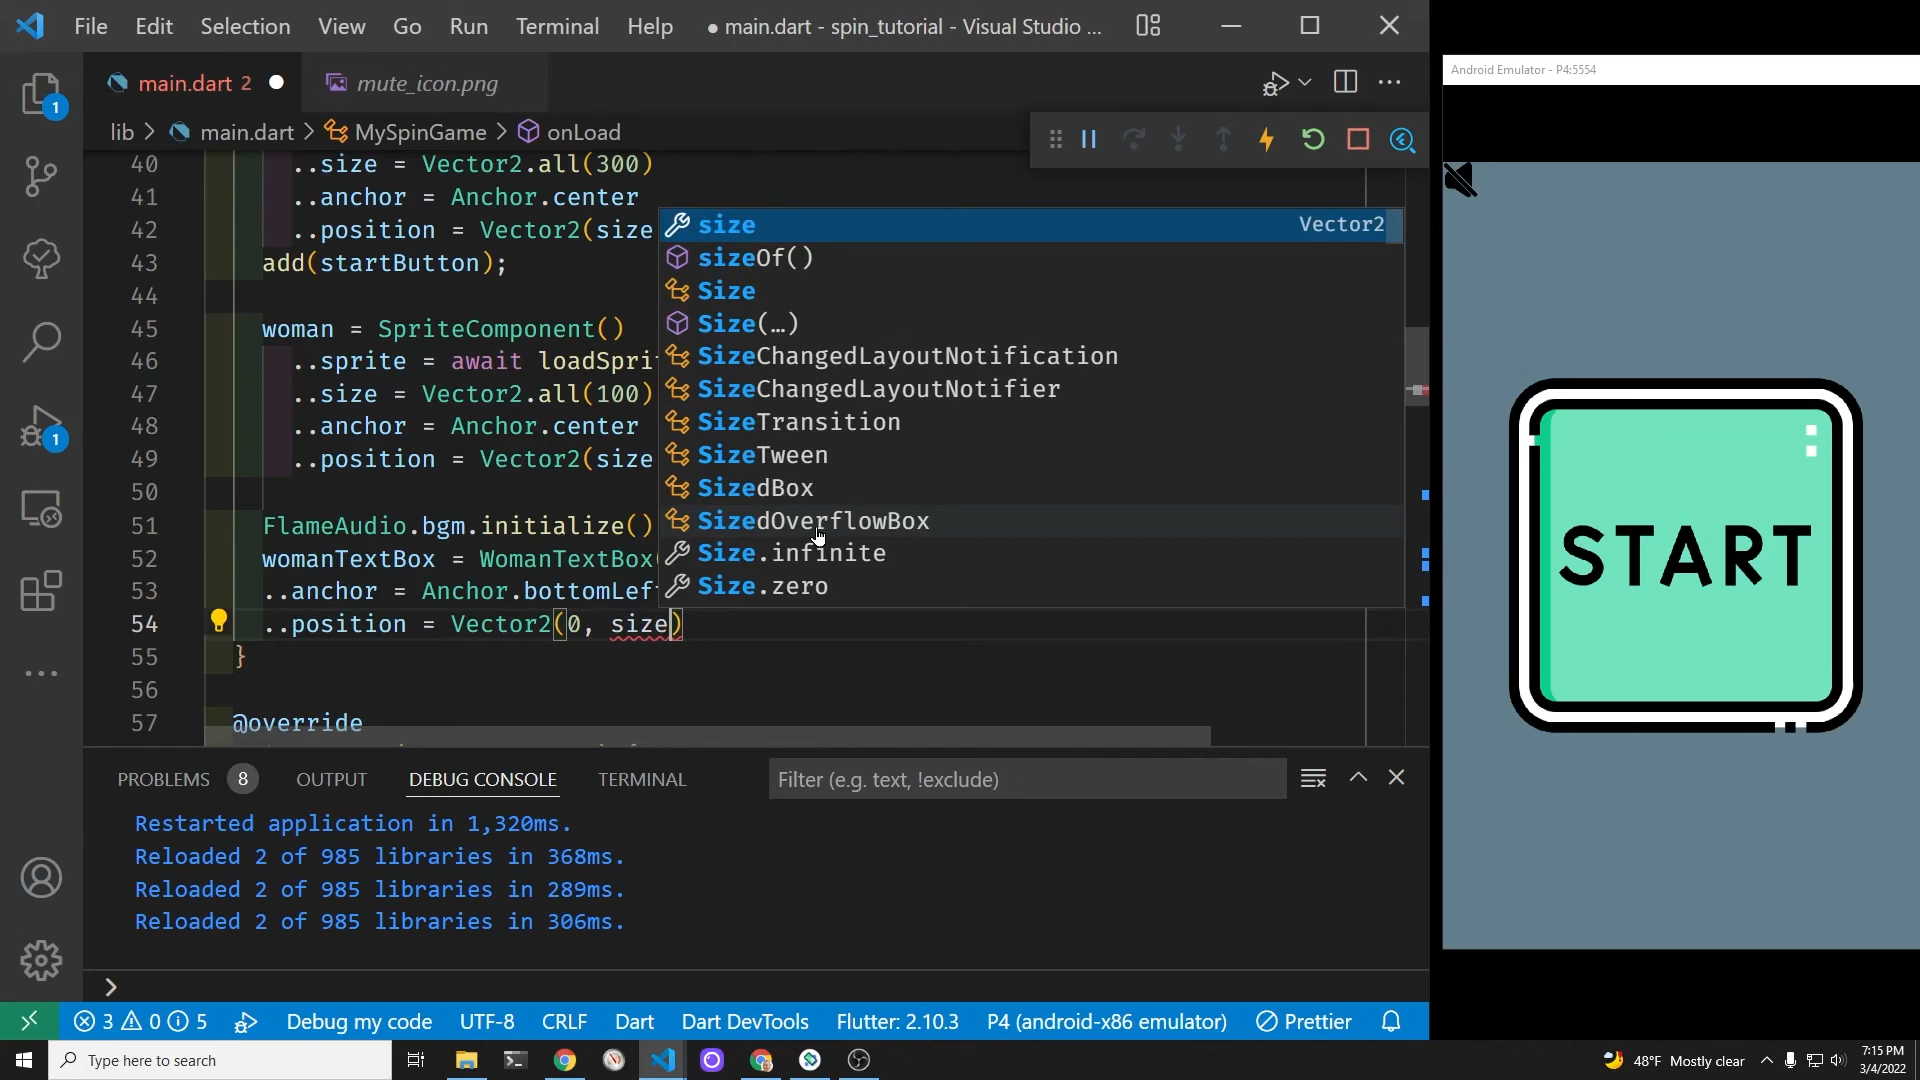 File Edit Selection View Go Run Terminal Help ● main.dart - spin_tutorial - Visual Studio ...
Android Emulator - P4:5554
main.dart 2 ●
mute_icon.png
1
lib > main.dart > MySpinGame > onLoad
40 ..size = Vector2.all(300)
41 ..anchor = Anchor.center
42 ..position = Vector2(size
43 add(startButton);
44
45 woman = SpriteComponent()
46 ..sprite = await loadSpri
47 ..size = Vector2.all(100)
48 ..anchor = Anchor.center
49 ..position = Vector2(size
50
51 FlameAudio.bgm.initialize()
52 womanTextBox = WomanTextBox(
53 ..anchor = Anchor.bottomLef
54 ..position = Vector2(0, size)
55 }
56
57 @override
size Vector2
sizeOf()
Size
Size(…)
SizeChangedLayoutNotification
SizeChangedLayoutNotifier
SizeTransition
SizeTween
SizedBox
SizedOverflowBox
Size.infinite
Size.zero
1
START
PROBLEMS 8 OUTPUT DEBUG CONSOLE TERMINAL Filter (e.g. text, !exclude)
Restarted application in 1,320ms.
Reloaded 2 of 985 libraries in 368ms.
Reloaded 2 of 985 libraries in 289ms.
Reloaded 2 of 985 libraries in 306ms.
>
3 0 5 Debug my code UTF-8 CRLF Dart Dart DevTools Flutter: 2.10.3 P4 (android-x86 emulator) Prettier
Type here to search
48°F Mostly clear
7:15 PM
3/4/2022